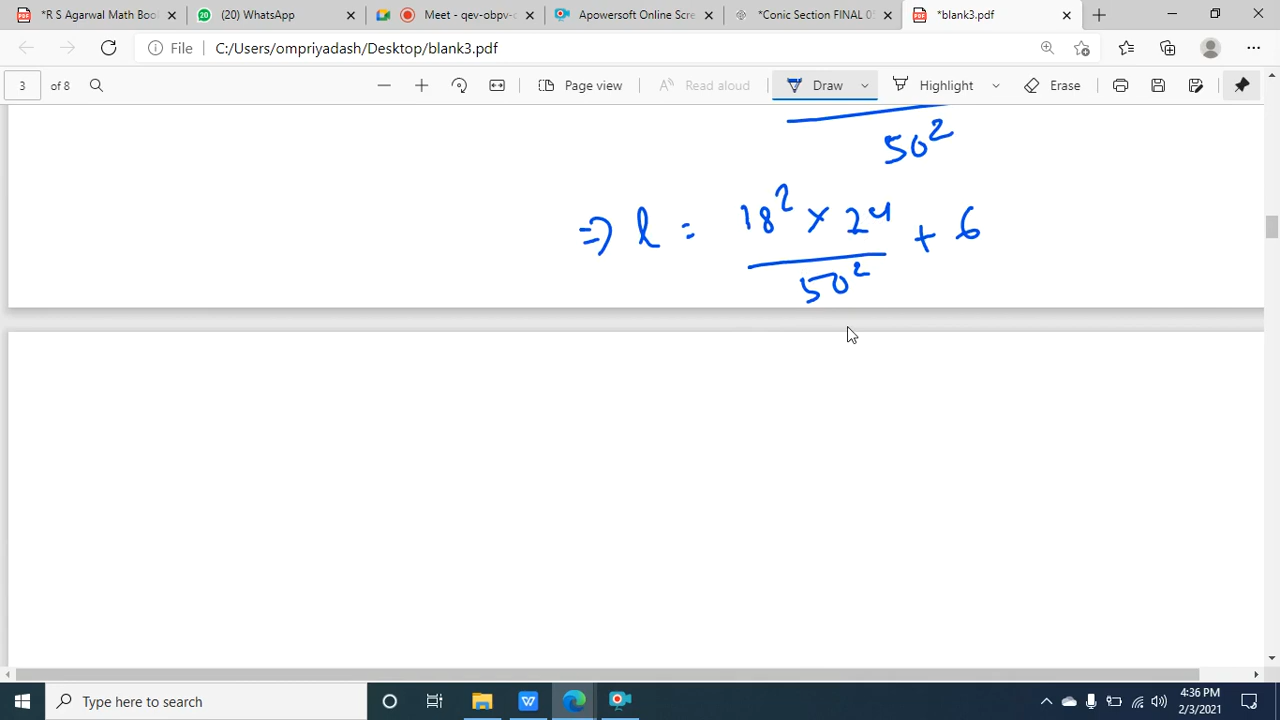 *R S Agarwal Math Boo
(20) WhatsApp
Meet - qev-obpv-
Apowersoft Online Scre
*Conic Section FINAL 0
*blank3.pdf
File C:/Users/ompriyadash/Desktop/blank3.pdf
3 of 8
Page view
Read aloud
Draw
Highlight
Erase
50²
⇒ l = 18² × 24 / 50² + 6
Type here to search
4:36 PM
2/3/2021